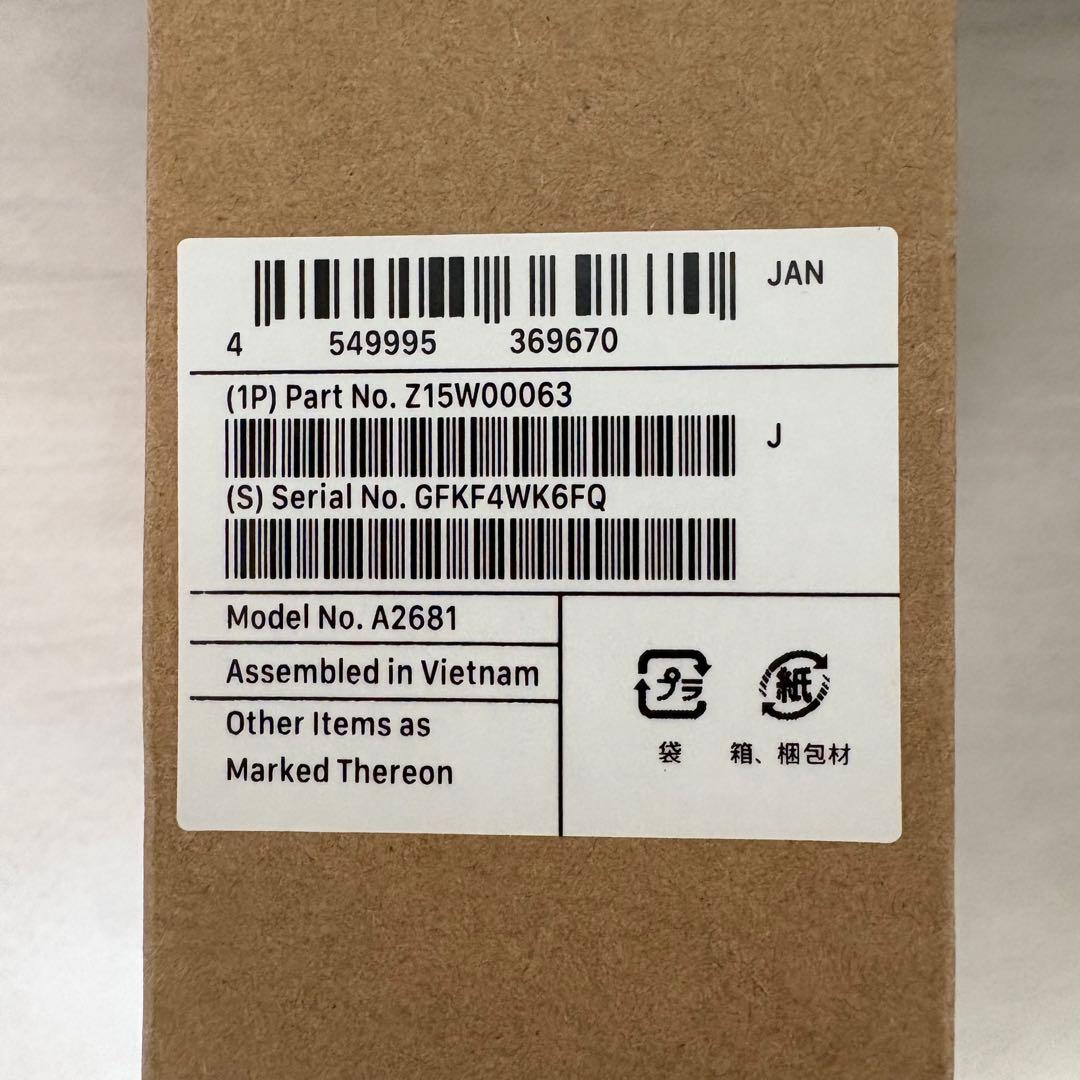 JAN
4 549995 369670
(1P) Part No. Z15W00063
J
(S) Serial No. GFKF4WK6FQ
Model No. A2681
Assembled in Vietnam
Other Items as
Marked Thereon
プラ
紙
袋
箱、梱包材